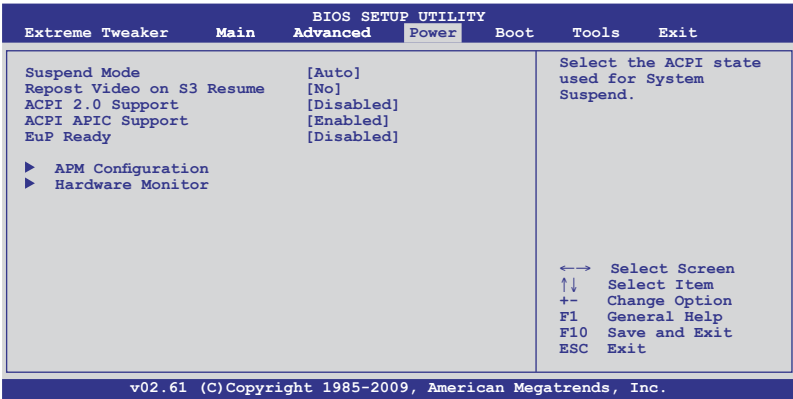 BIOS SETUP UTILITY
Extreme Tweaker Main Advanced Power Boot Tools Exit
Suspend Mode [Auto]
Repost Video on S3 Resume [No]
ACPI 2.0 Support [Disabled]
ACPI APIC Support [Enabled]
EuP Ready [Disabled]
▶ APM Configuration
▶ Hardware Monitor
Select the ACPI state
used for System
Suspend.
←→ Select Screen
↑↓ Select Item
+- Change Option
F1 General Help
F10 Save and Exit
ESC Exit
v02.61 (C)Copyright 1985-2009, American Megatrends, Inc.